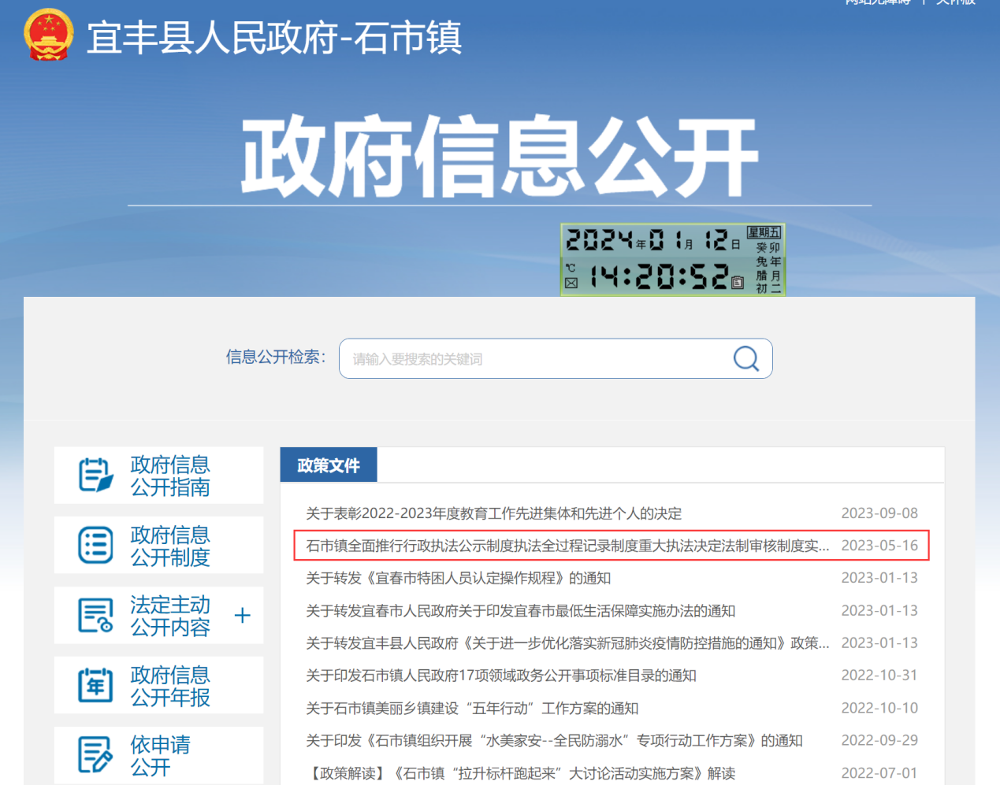 宜丰县人民政府-石市镇
政府信息公开
2024年01月12日 星期五
癸卯
兔年
℃ 14:20:52 腊月
初二
信息公开检索：
请输入要搜索的关键词
政府信息
公开指南
政府信息
公开制度
法定主动
公开内容 +
政府信息
公开年报
依申请
公开
政策文件
关于表彰2022-2023年度教育工作先进集体和先进个人的决定 2023-09-08
石市镇全面推行行政执法公示制度执法全过程记录制度重大执法决定法制审核制度实... 2023-05-16
关于转发《宜春市特困人员认定操作规程》的通知 2023-01-13
关于转发宜春市人民政府关于印发宜春市最低生活保障实施办法的通知 2023-01-13
关于转发宜丰县人民政府《关于进一步优化落实新冠肺炎疫情防控措施的通知》政策... 2023-01-13
关于印发石市镇人民政府17项领域政务公开事项标准目录的通知 2022-10-31
关于石市镇美丽乡镇建设“五年行动”工作方案的通知 2022-10-10
关于印发《石市镇组织开展“水美家安--全民防溺水”专项行动工作方案》的通知 2022-09-29
【政策解读】《石市镇“拉升标杆跑起来”大讨论活动实施方案》解读 2022-07-01